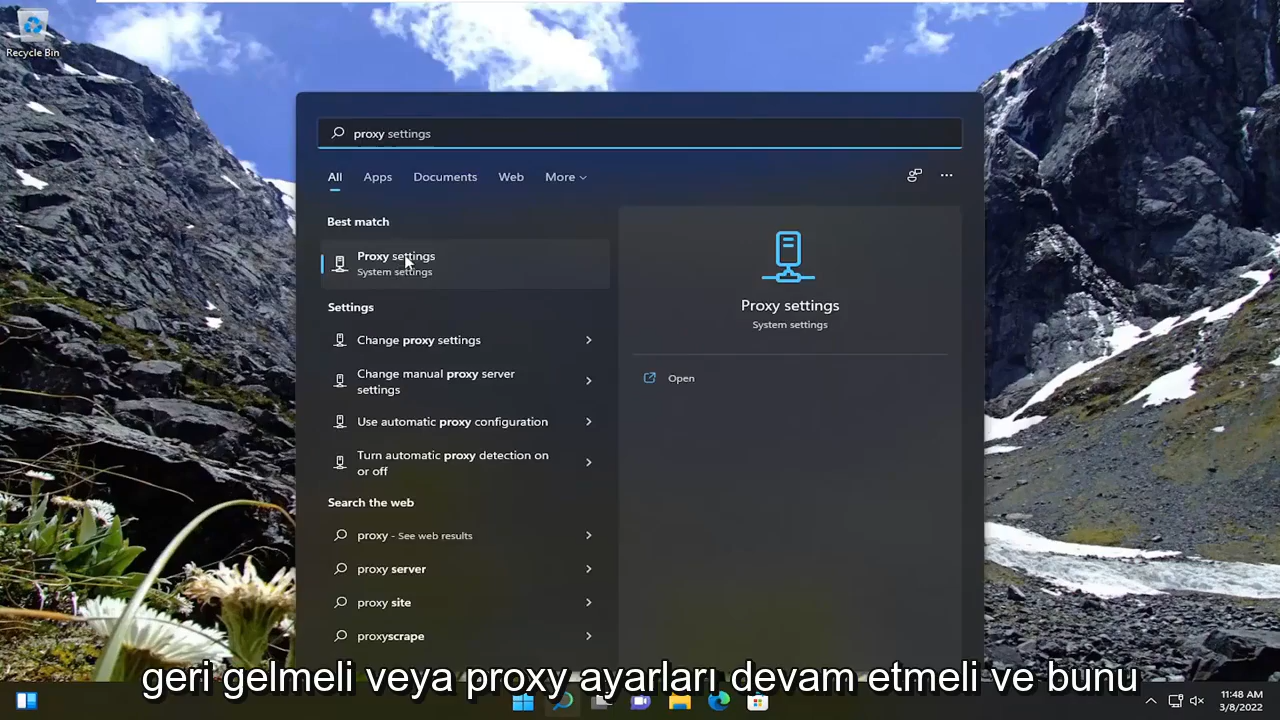 Recycle Bin
proxy settings
All Apps Documents Web More
Best match
Proxy settings
System settings
Settings
Change proxy settings
Change manual proxy server
settings
Use automatic proxy configuration
Turn automatic proxy detection on
or off
Search the web
proxy - See web results
proxy server
proxy site
proxyscrape
Proxy settings
System settings
Open
geri gelmeli veya proxy ayarları devam etmeli ve bunu
11:48 AM
3/8/2022